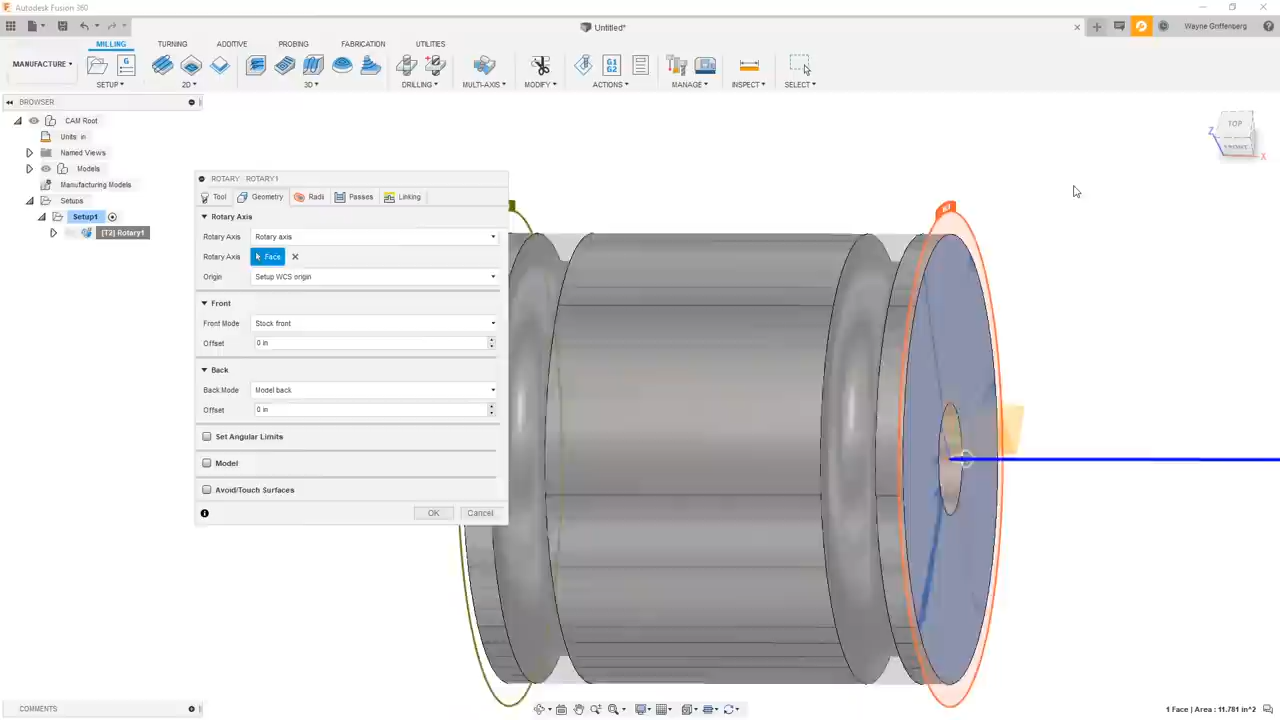 Autodesk Fusion 360
Untitled*
Wayne Griffenberg
MILLING TURNING ADDITIVE PROBING FABRICATION UTILITIES
MANUFACTURE
SETUP 2D 3D DRILLING MULTI-AXIS MODIFY ACTIONS MANAGE INSPECT SELECT
G
G1
G2
BROWSER
CAM Root
Units in
Named Views
Models
Manufacturing Models
Setups
Setup1
[T2] Rotary1
ROTARY : ROTARY1
Tool Geometry Radii Passes Linking
Rotary Axis
Rotary Axis Rotary axis
Rotary Axis Face
Origin Setup WCS origin
Front
Front Mode Stock front
Offset 0 in
Back
Back Mode Model back
Offset 0 in
Set Angular Limits
Model
Avoid/Touch Surfaces
OK Cancel
TOP
FRONT
Z
X
COMMENTS
1 Face | Area : 11.781 in^2